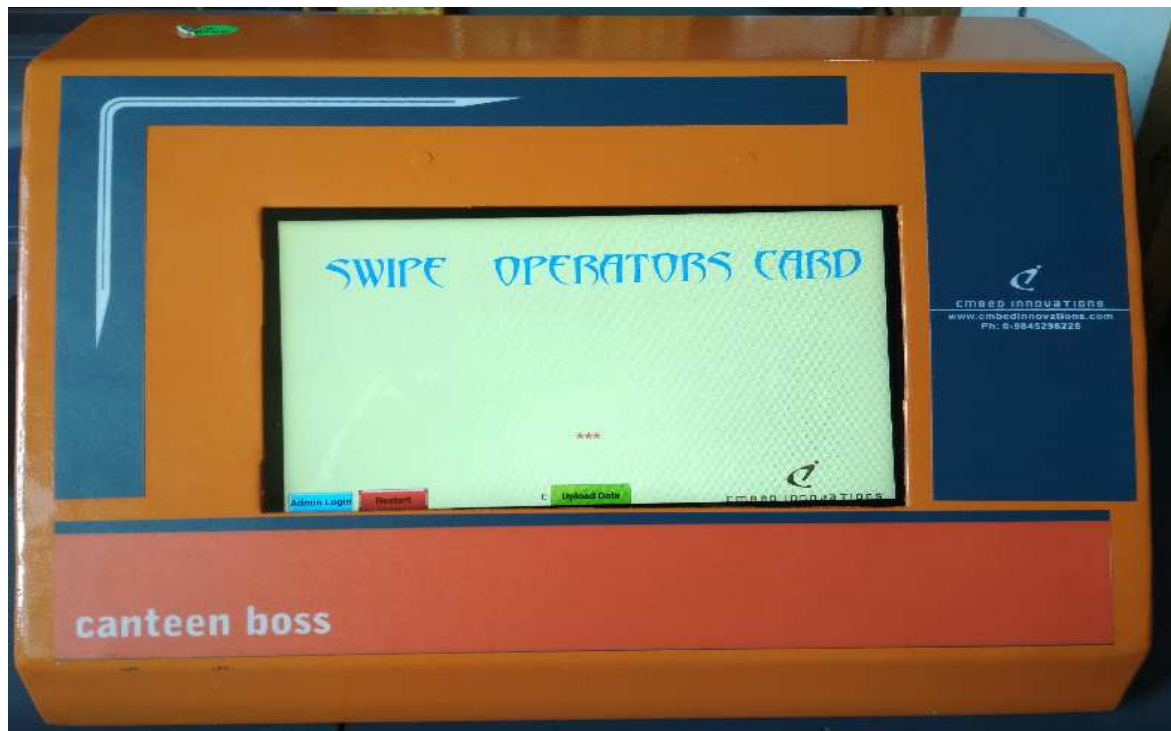 SWIPE OPERATORS CARD
***
Admin Login
Restart
C
Upload Data
EMBED INNOVATIONS
EMBED INNOVATIONS
www.embedinnovations.com
Ph: 0-9845296226
canteen boss